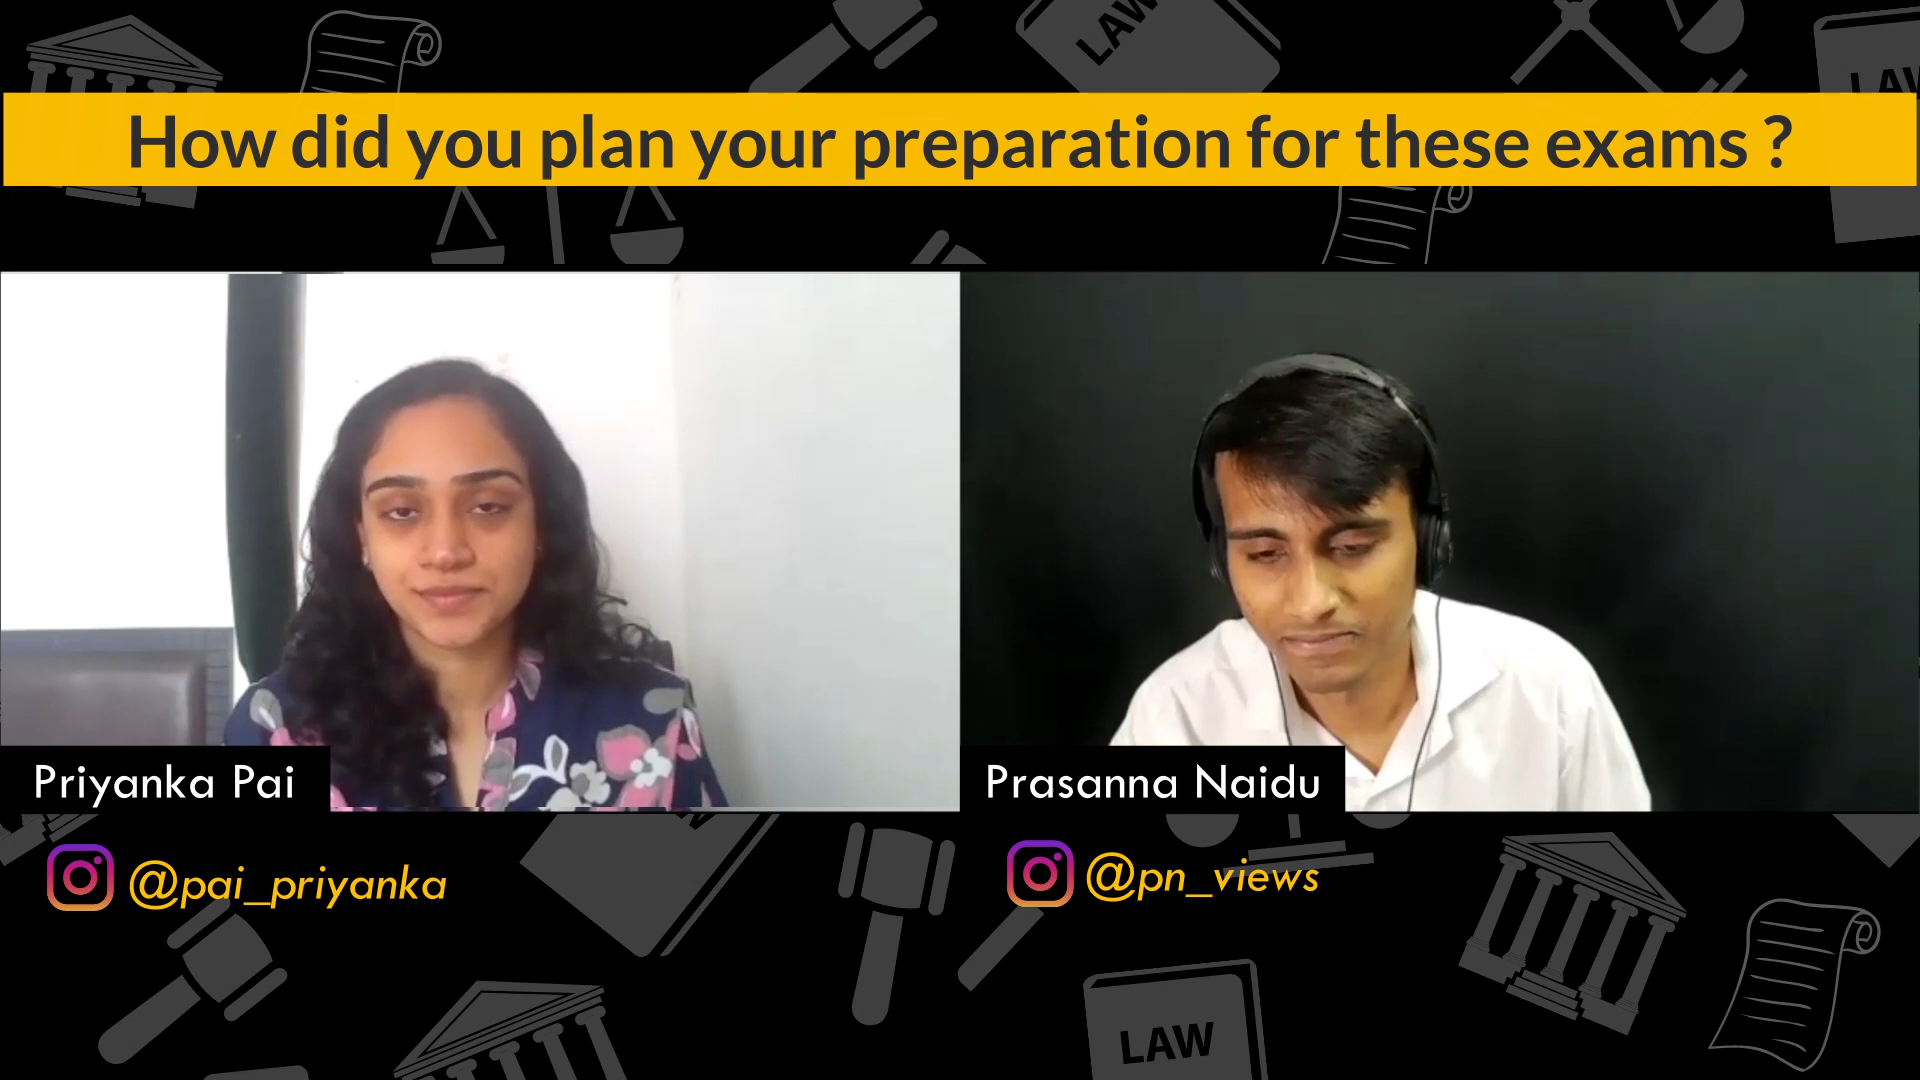 LAW
LAW
How did you plan your preparation for these exams ?
Priyanka Pai
Prasanna Naidu
@pai_priyanka
@pn_views
LAW